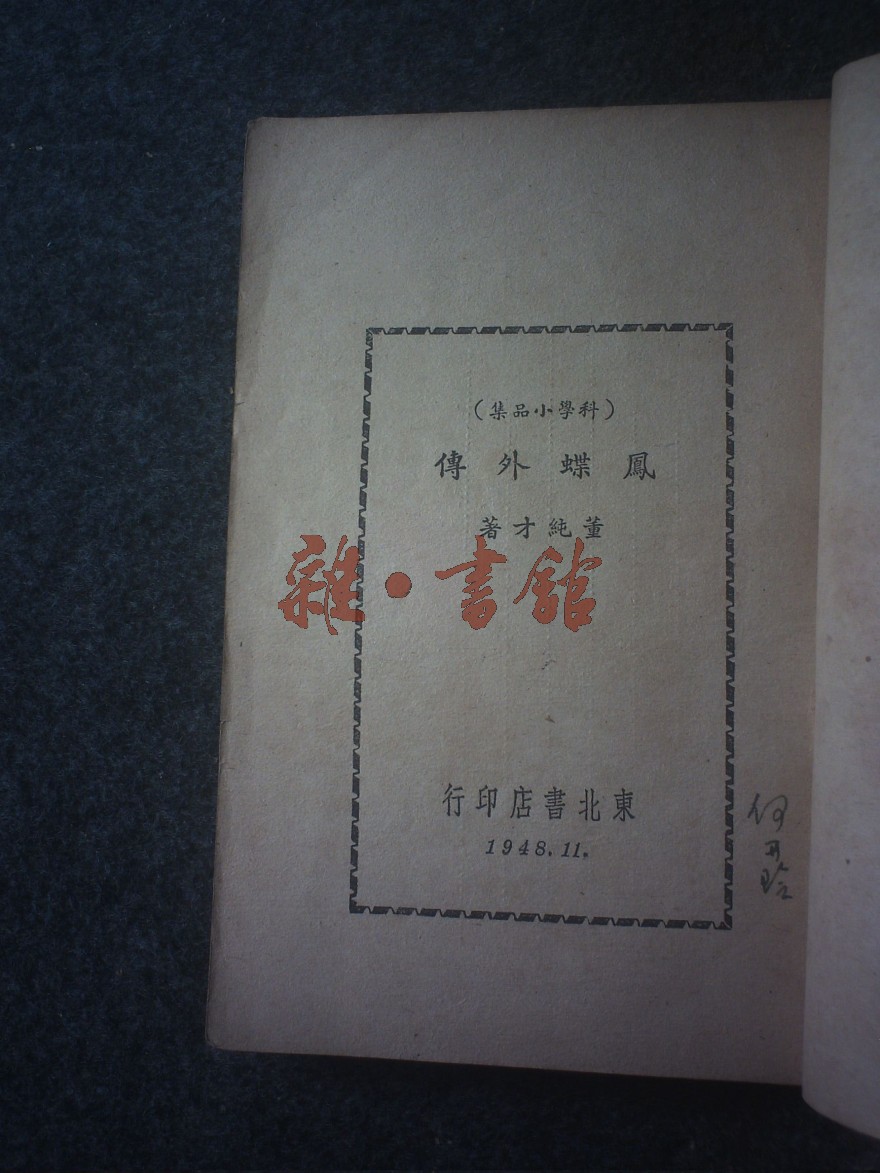 （科學小品集）
鳳蝶外傳
董純才著
雜·書館
東北書店印行
1948.11.
何